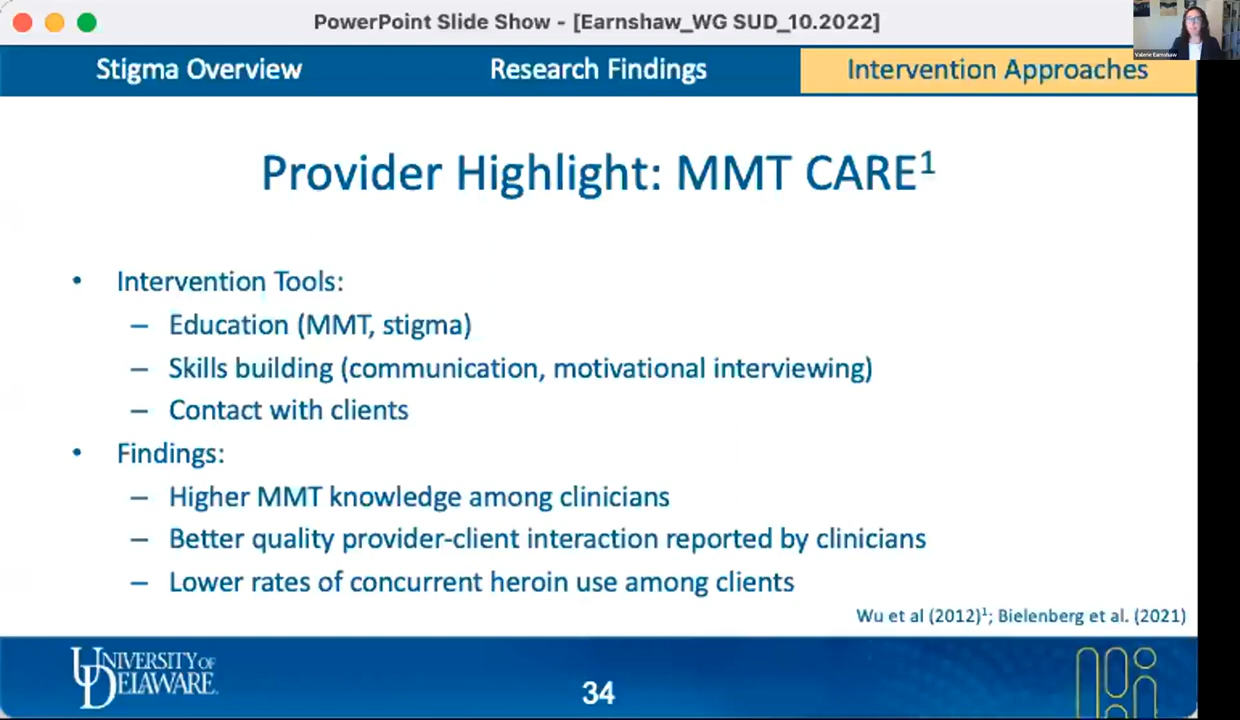 PowerPoint Slide Show - [Earnshaw_WG SUD_10.2022]
Valerie Earnshaw
Stigma Overview
Research Findings
Intervention Approaches
Provider Highlight: MMT CARE¹
• Intervention Tools:
– Education (MMT, stigma)
– Skills building (communication, motivational interviewing)
– Contact with clients
• Findings:
– Higher MMT knowledge among clinicians
– Better quality provider-client interaction reported by clinicians
– Lower rates of concurrent heroin use among clients
Wu et al (2012)¹; Bielenberg et al. (2021)
UNIVERSITY OF
DELAWARE.
34